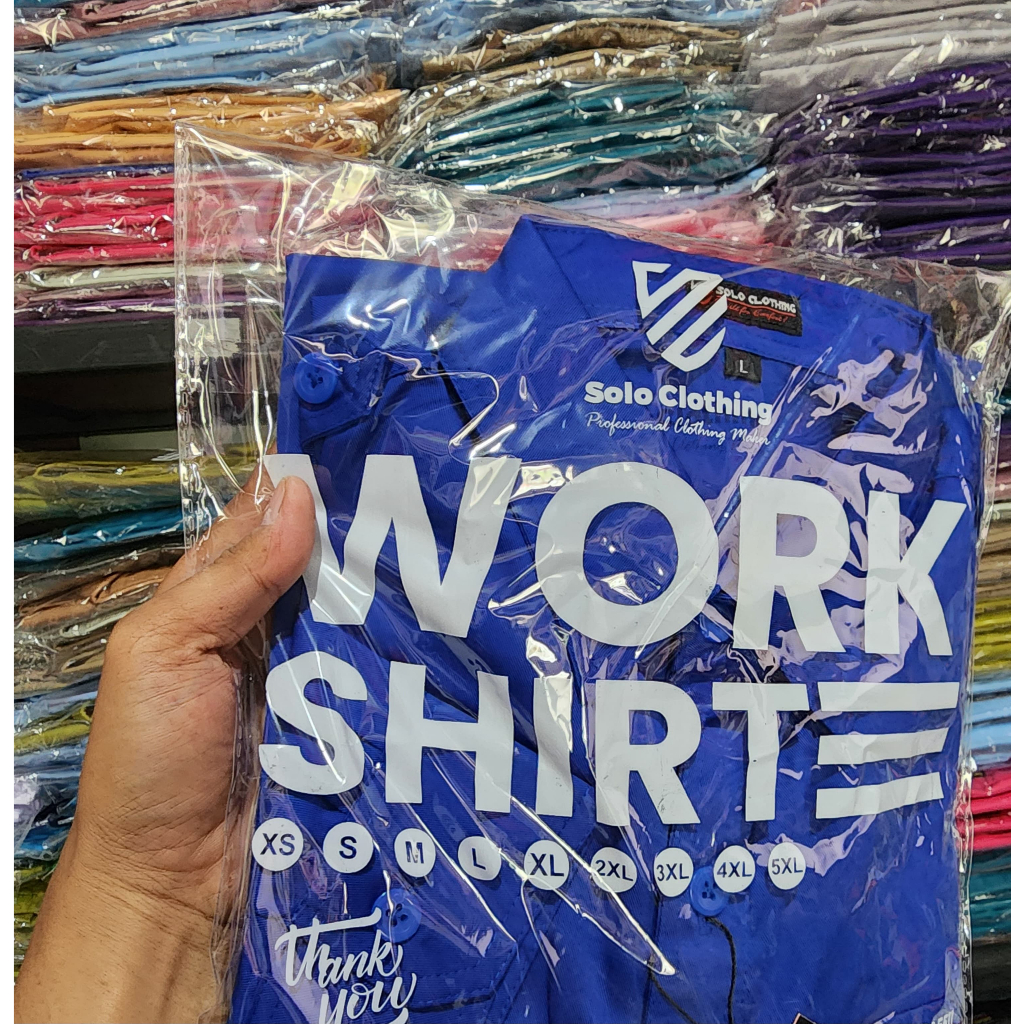 SOLO CLOTHING
L
Solo Clothing
Professional Clothing Maker
WORK
SHIRT
XS S M L XL 2XL 3XL 4XL 5XL
Thank
you